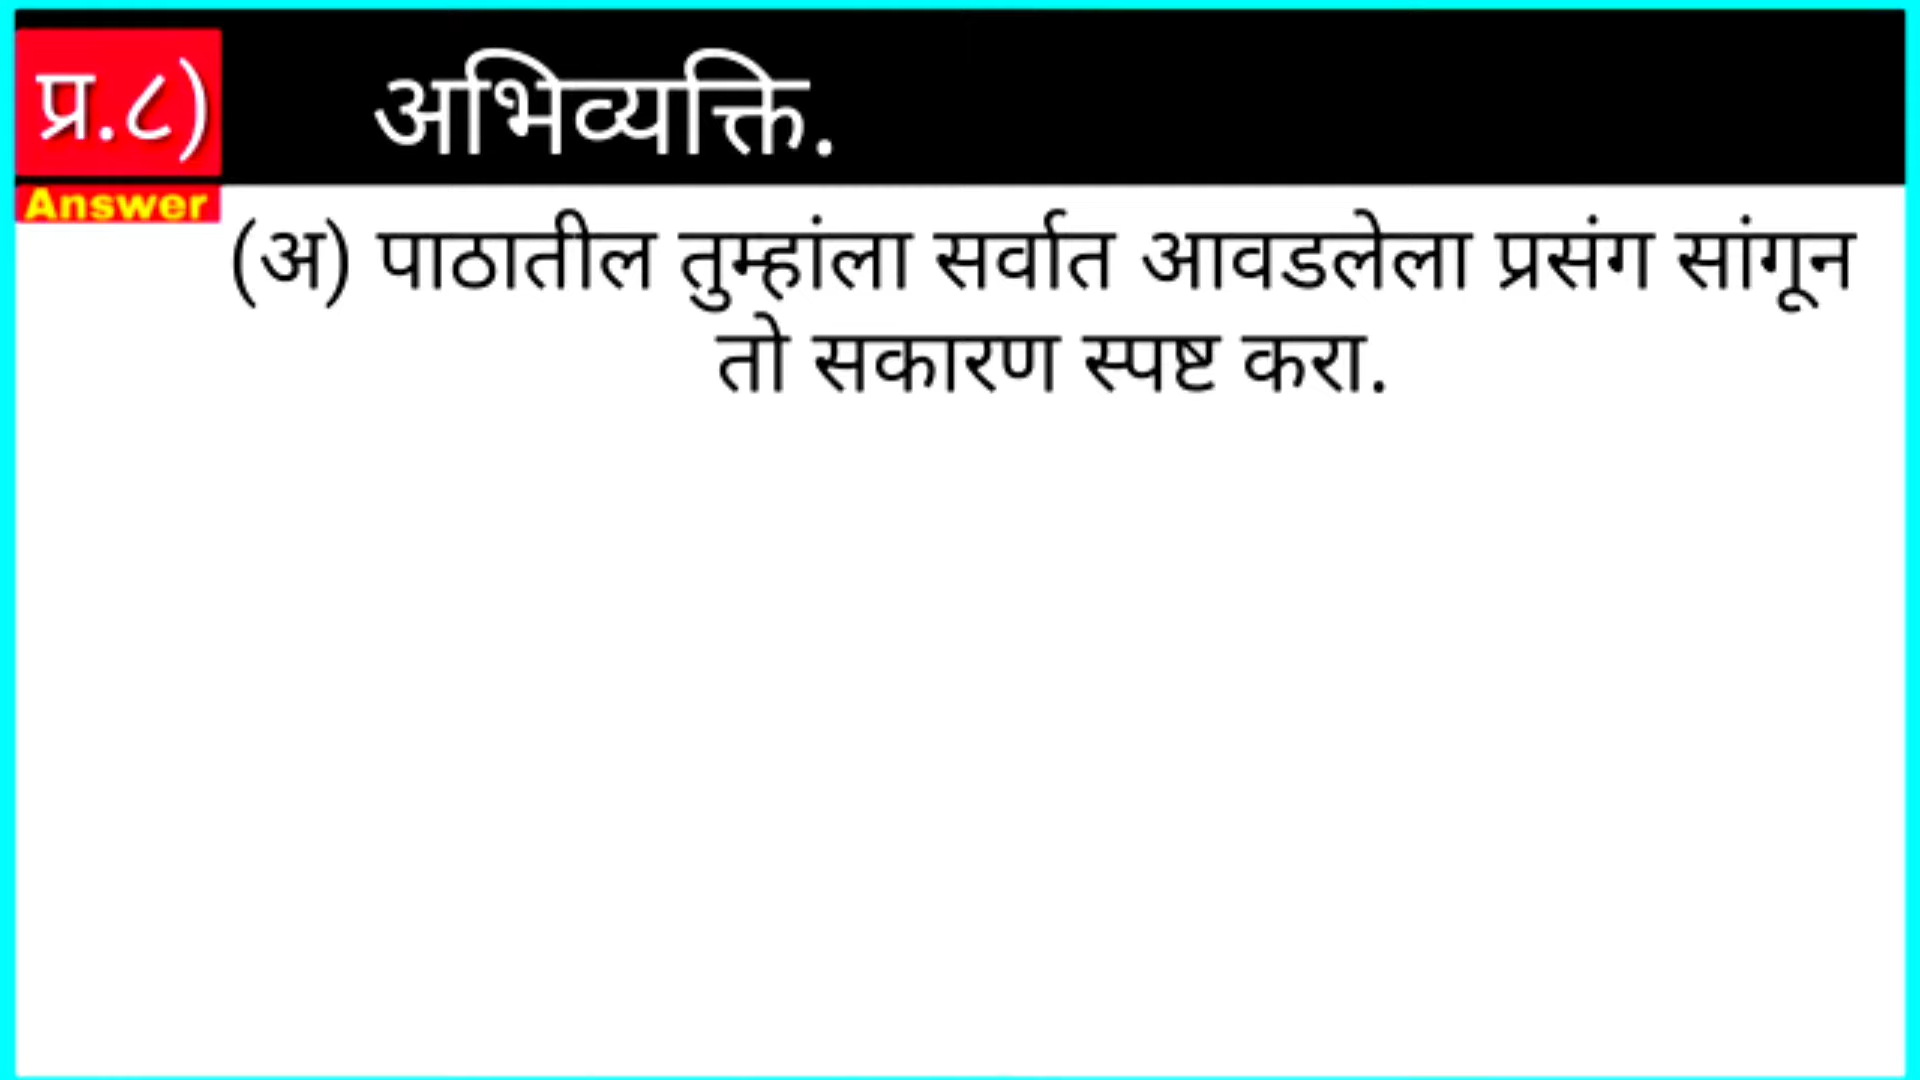 प्र.८) अभिव्यक्ति.
Answer
(अ) पाठातील तुम्हांला सर्वात आवडलेला प्रसंग सांगून
तो सकारण स्पष्ट करा.